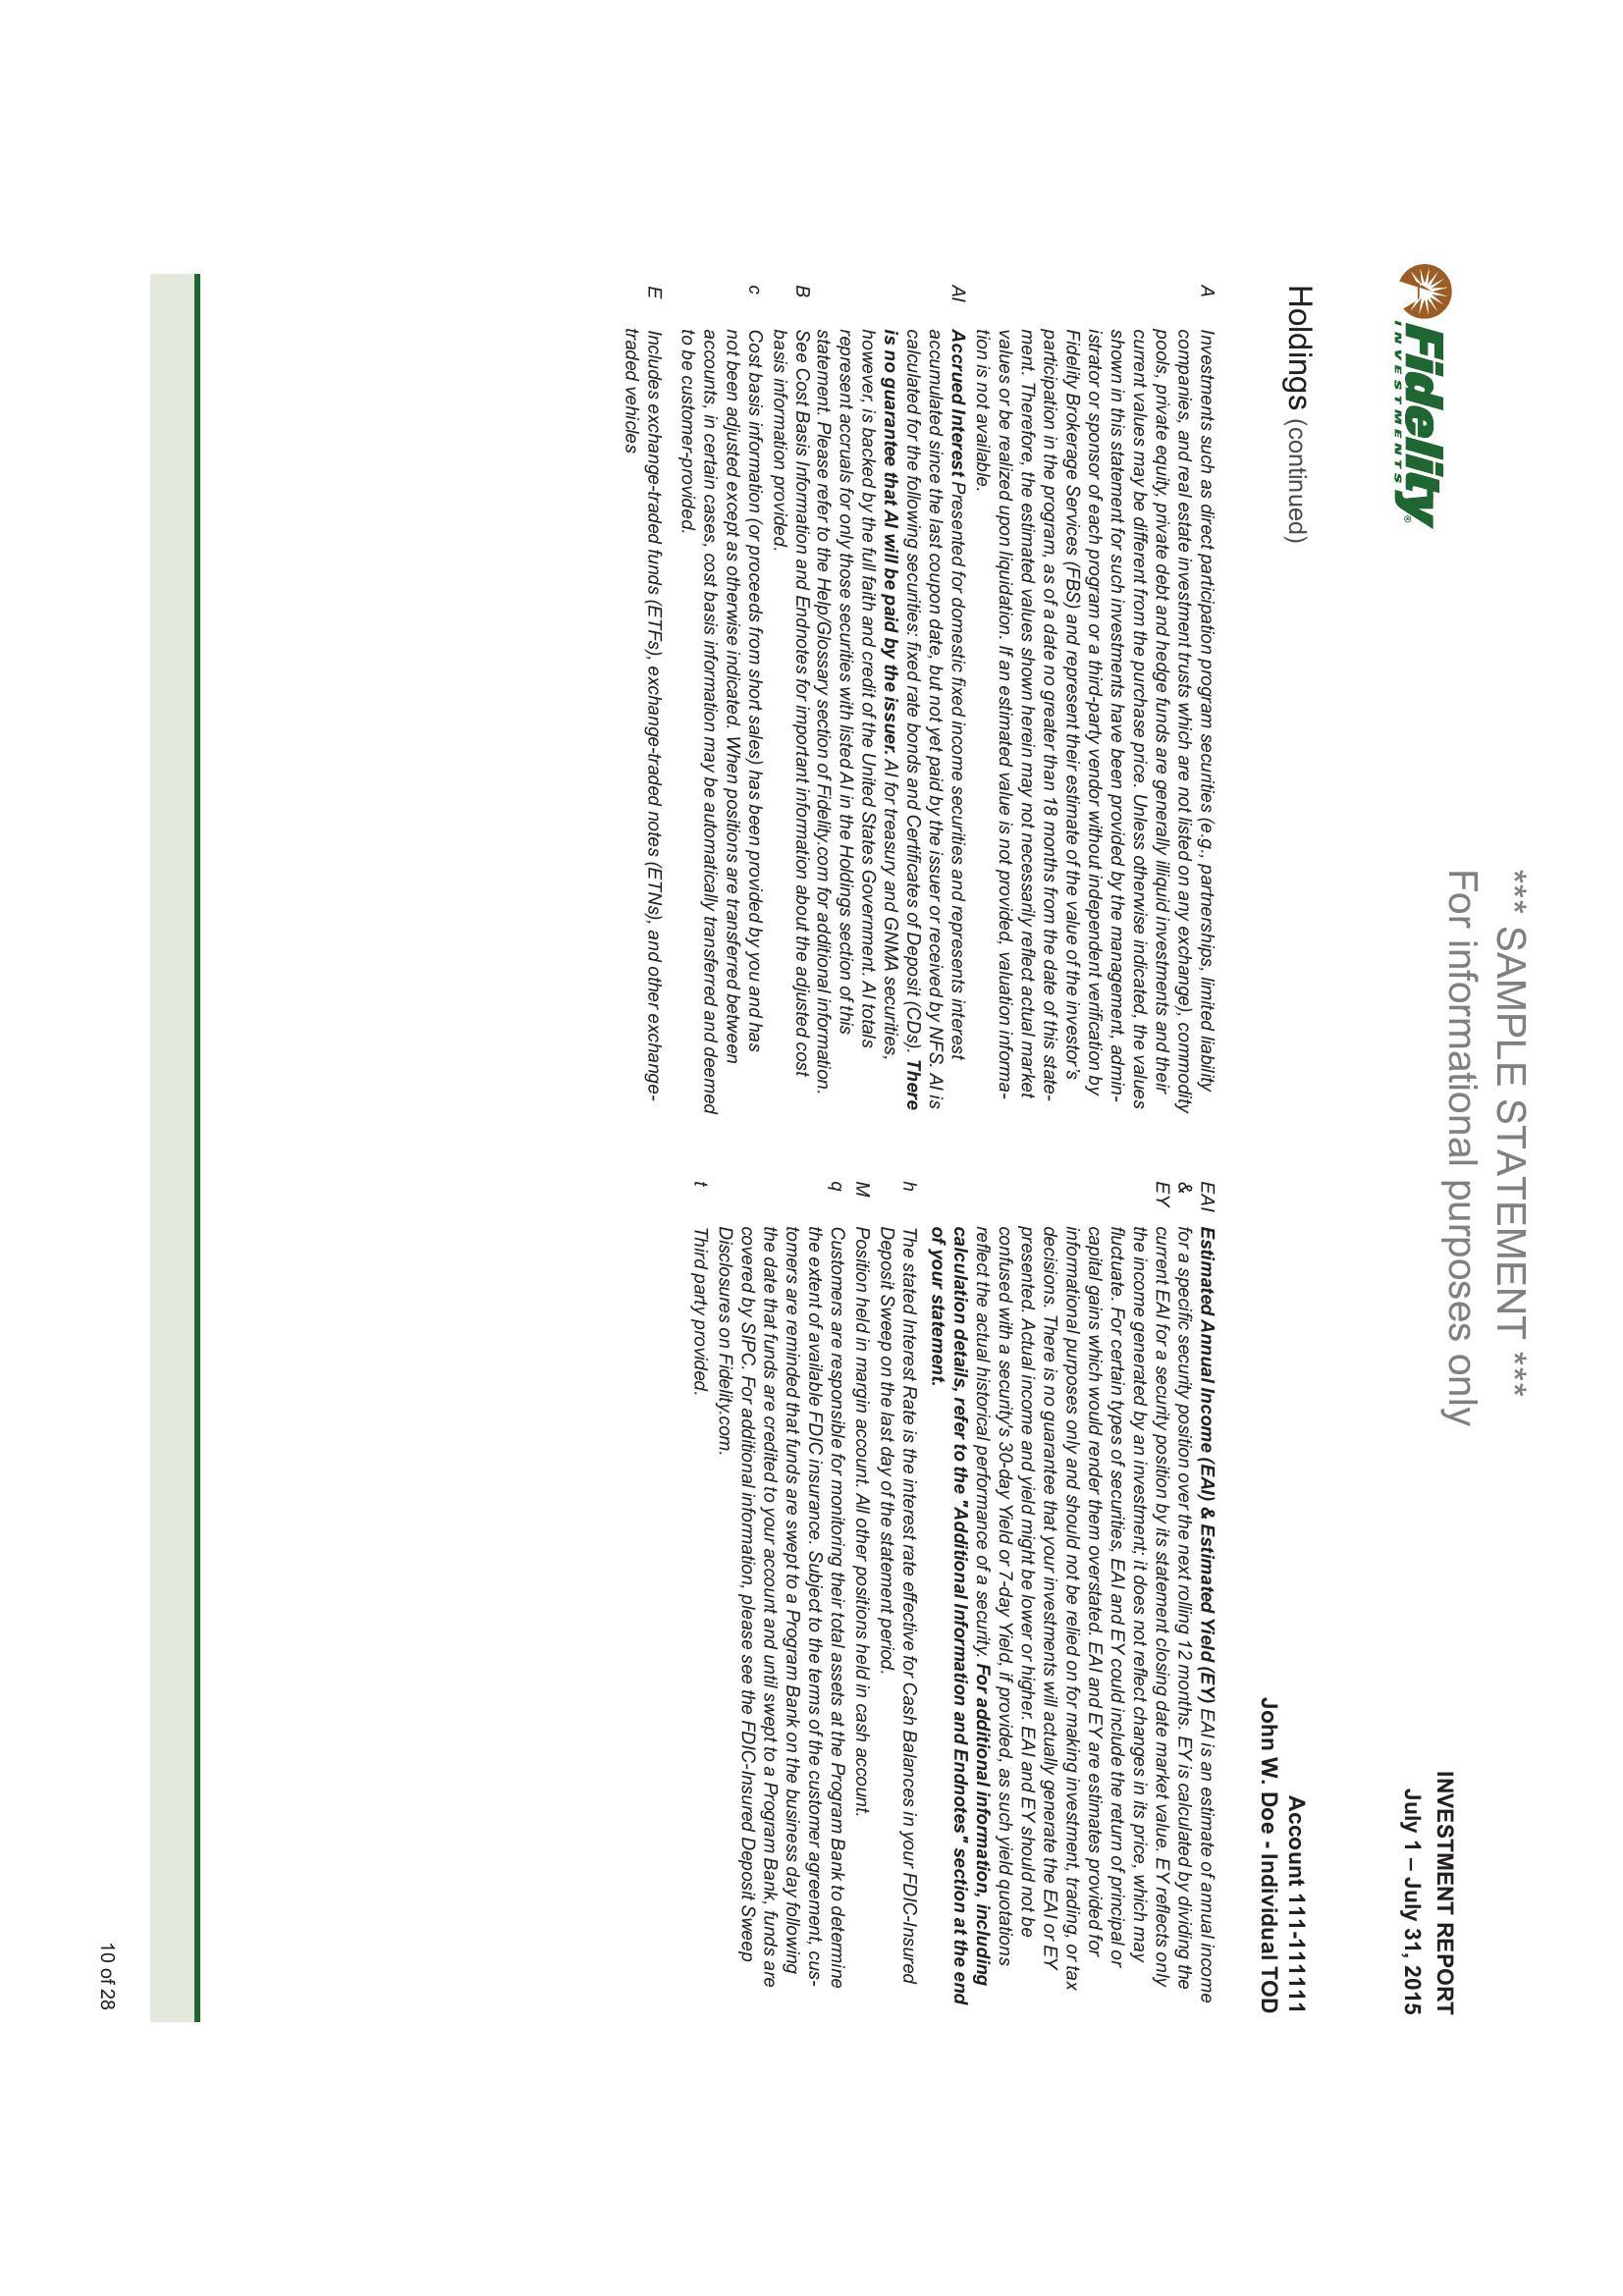 *** SAMPLE STATEMENT ***
For informational purposes only
Fidelity®
INVESTMENTS
INVESTMENT REPORT
July 1 – July 31, 2015
Holdings (continued)
Account 111-111111
John W. Doe - Individual TOD
A Investments such as direct participation program securities (e.g., partnerships, limited liability
companies, and real estate investment trusts which are not listed on any exchange), commodity
pools, private equity, private debt and hedge funds are generally illiquid investments and their
current values may be different from the purchase price. Unless otherwise indicated, the values
shown in this statement for such investments have been provided by the management, admin-
istrator or sponsor of each program or a third-party vendor without independent verification by
Fidelity Brokerage Services (FBS) and represent their estimate of the value of the investor's
participation in the program, as of a date no greater than 18 months from the date of this state-
ment. Therefore, the estimated values shown herein may not necessarily reflect actual market
values or be realized upon liquidation. If an estimated value is not provided, valuation informa-
tion is not available.
AI Accrued Interest Presented for domestic fixed income securities and represents interest
accumulated since the last coupon date, but not yet paid by the issuer or received by NFS. AI is
calculated for the following securities: fixed rate bonds and Certificates of Deposit (CDs). There
is no guarantee that AI will be paid by the issuer. AI for treasury and GNMA securities,
however, is backed by the full faith and credit of the United States Government. AI totals
represent accruals for only those securities with listed AI in the Holdings section of this
statement. Please refer to the Help/Glossary section of Fidelity.com for additional information.
B See Cost Basis Information and Endnotes for important information about the adjusted cost
basis information provided.
c Cost basis information (or proceeds from short sales) has been provided by you and has
not been adjusted except as otherwise indicated. When positions are transferred between
accounts, in certain cases, cost basis information may be automatically transferred and deemed
to be customer-provided.
E Includes exchange-traded funds (ETFs), exchange-traded notes (ETNs), and other exchange-
traded vehicles
EAI Estimated Annual Income (EAI) & Estimated Yield (EY) EAI is an estimate of annual income
& for a specific security position over the next rolling 12 months. EY is calculated by dividing the
EY current EAI for a security position by its statement closing date market value. EY reflects only
the income generated by an investment; it does not reflect changes in its price, which may
fluctuate. For certain types of securities, EAI and EY could include the return of principal or
capital gains which would render them overstated. EAI and EY are estimates provided for
informational purposes only and should not be relied on for making investment, trading, or tax
decisions. There is no guarantee that your investments will actually generate the EAI or EY
presented. Actual income and yield might be lower or higher. EAI and EY should not be
confused with a security's 30-day Yield or 7-day Yield, if provided, as such yield quotations
reflect the actual historical performance of a security. For additional information, including
calculation details, refer to the "Additional Information and Endnotes" section at the end
of your statement.
h The stated Interest Rate is the interest rate effective for Cash Balances in your FDIC-Insured
Deposit Sweep on the last day of the statement period.
M Position held in margin account. All other positions held in cash account.
q Customers are responsible for monitoring their total assets at the Program Bank to determine
the extent of available FDIC insurance. Subject to the terms of the customer agreement, cus-
tomers are reminded that funds are swept to a Program Bank on the business day following
the date that funds are credited to your account and until swept to a Program Bank, funds are
covered by SIPC. For additional information, please see the FDIC-Insured Deposit Sweep
Disclosures on Fidelity.com.
t Third party provided.
10 of 28